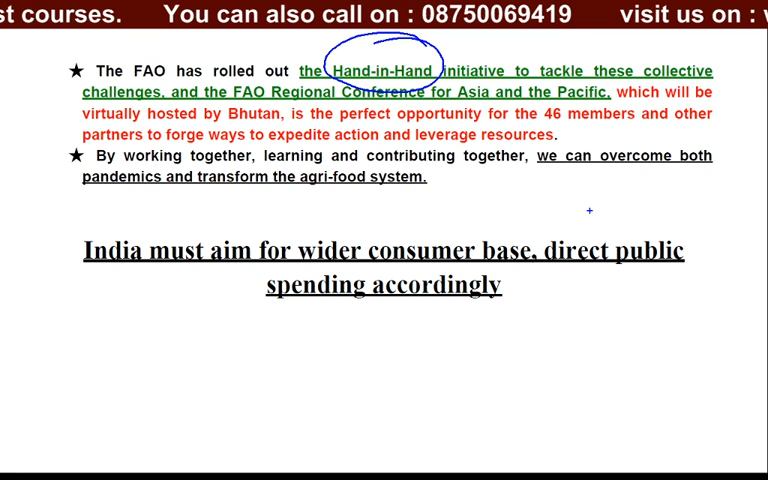 st courses. You can also call on : 08750069419 visit us on : w
★ The FAO has rolled out the Hand-in-Hand initiative to tackle these collective
challenges, and the FAO Regional Conference for Asia and the Pacific, which will be
virtually hosted by Bhutan, is the perfect opportunity for the 46 members and other
partners to forge ways to expedite action and leverage resources.
★ By working together, learning and contributing together, we can overcome both
pandemics and transform the agri-food system.
India must aim for wider consumer base, direct public
spending accordingly